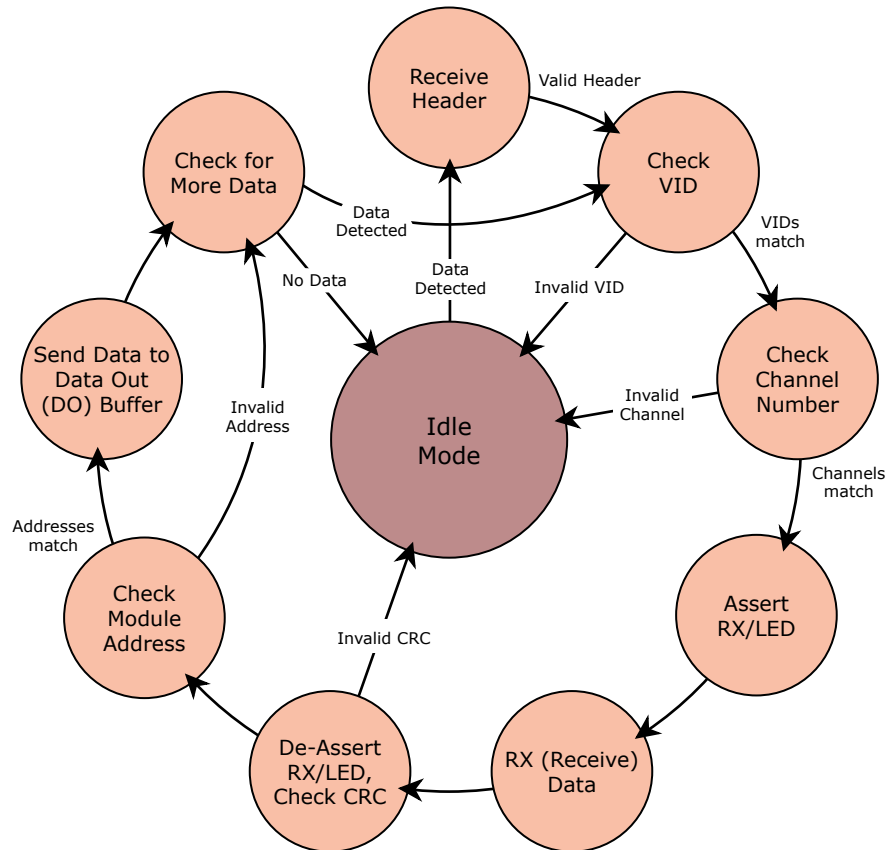 Receive
Header
Valid Header
Check
VID
Check for
More Data
Data
Detected
VIDs
match
No Data
Data
Detected
Invalid VID
Send Data to
Data Out
(DO) Buffer
Check
Channel
Number
Invalid
Channel
Invalid
Address
Idle
Mode
Channels
match
Addresses
match
Check
Module
Address
Assert
RX/LED
Invalid CRC
De-Assert
RX/LED,
Check CRC
RX (Receive)
Data